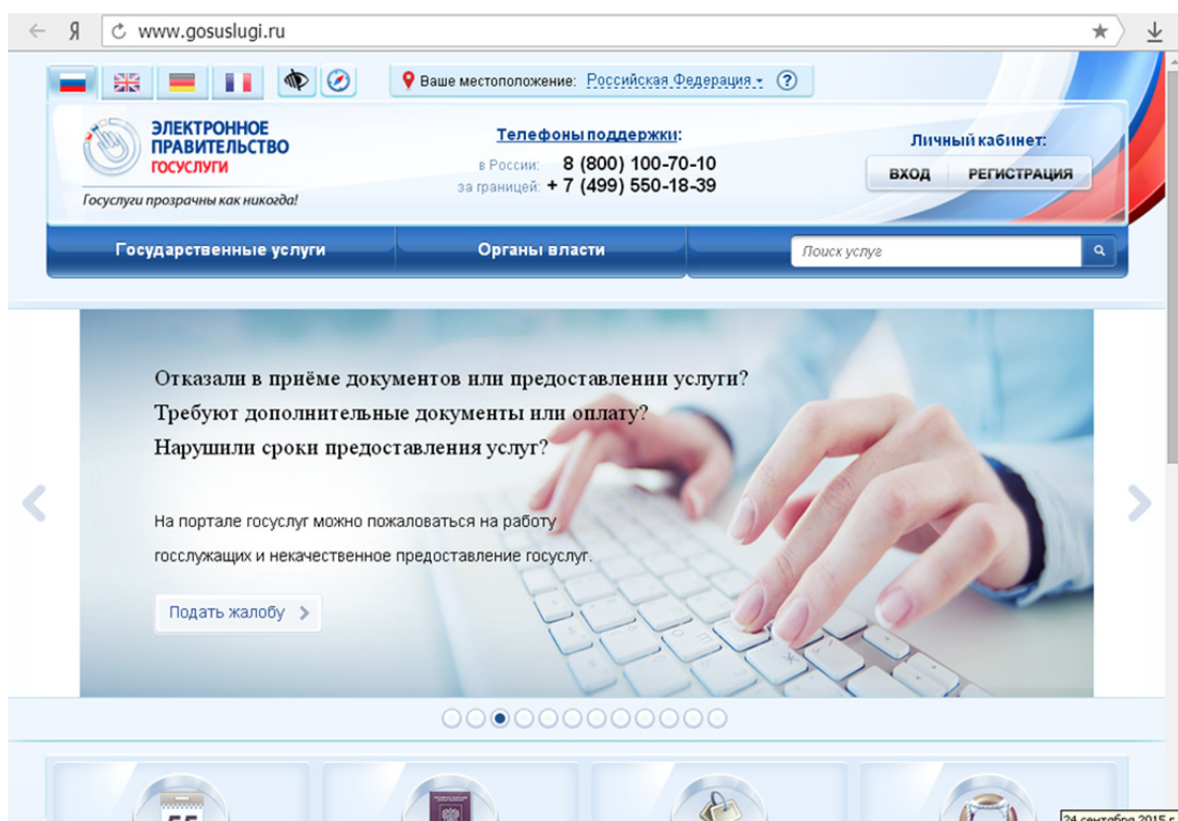 Я www.gosuslugi.ru
Ваше местоположение: Российская Федерация
ЭЛЕКТРОННОЕ
ПРАВИТЕЛЬСТВО
ГОСУСЛУГИ
Госуслуги прозрачны как никогда!
Телефоны поддержки:
в России: 8 (800) 100-70-10
за границей: + 7 (499) 550-18-39
Личный кабинет:
ВХОД РЕГИСТРАЦИЯ
Государственные услуги Органы власти Поиск услуг
Отказали в приёме документов или предоставлении услуги?
Требуют дополнительные документы или оплату?
Нарушили сроки предоставления услуг?
На портале госуслуг можно пожаловаться на работу
госслужащих и некачественное предоставление госуслуг.
Подать жалобу
24 сентября 2015 г.